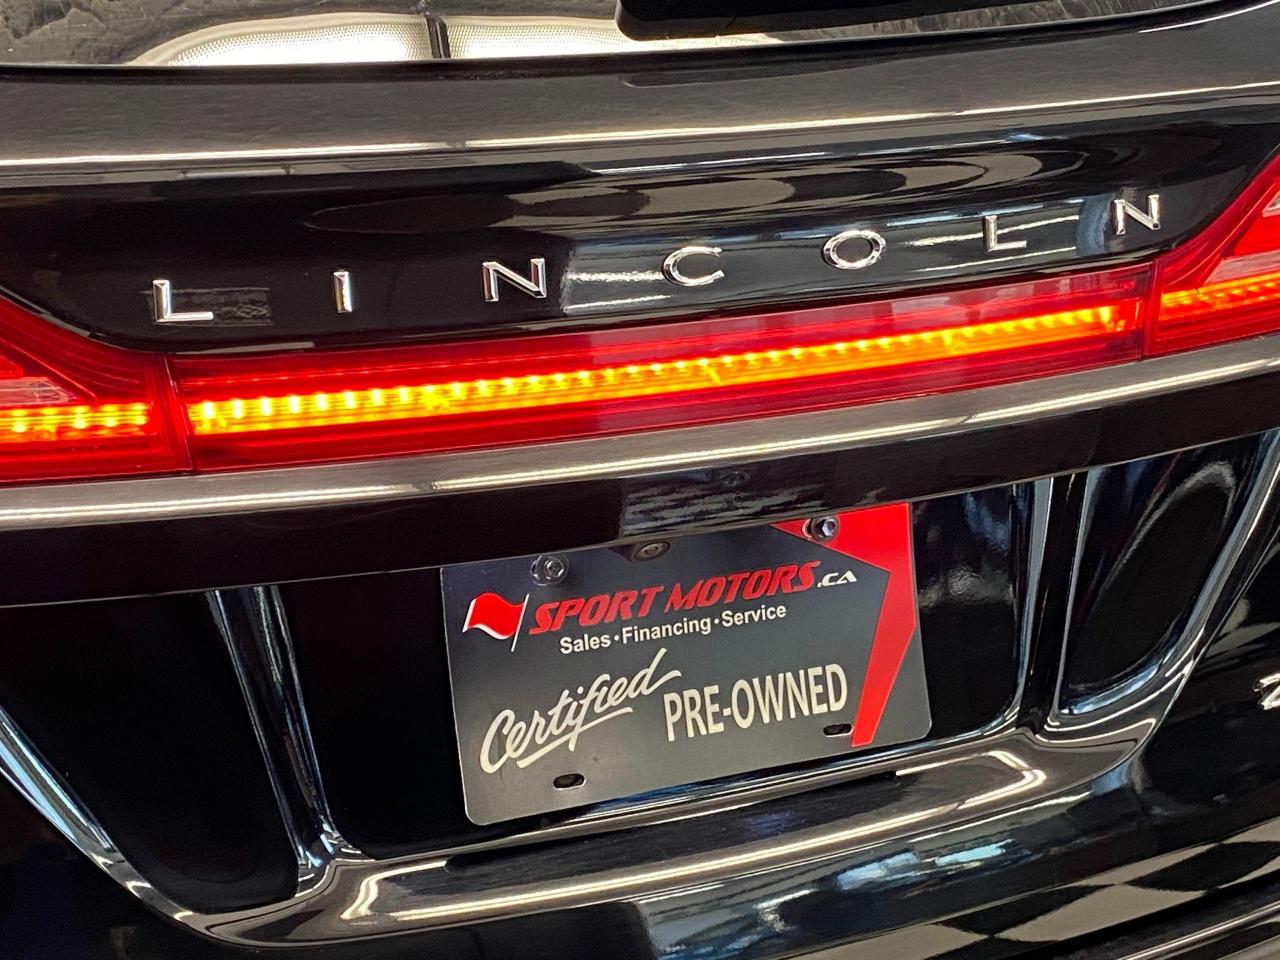 LINCOLN
SPORT MOTORS.CA
Sales·Financing·Service
Certified PRE-OWNED